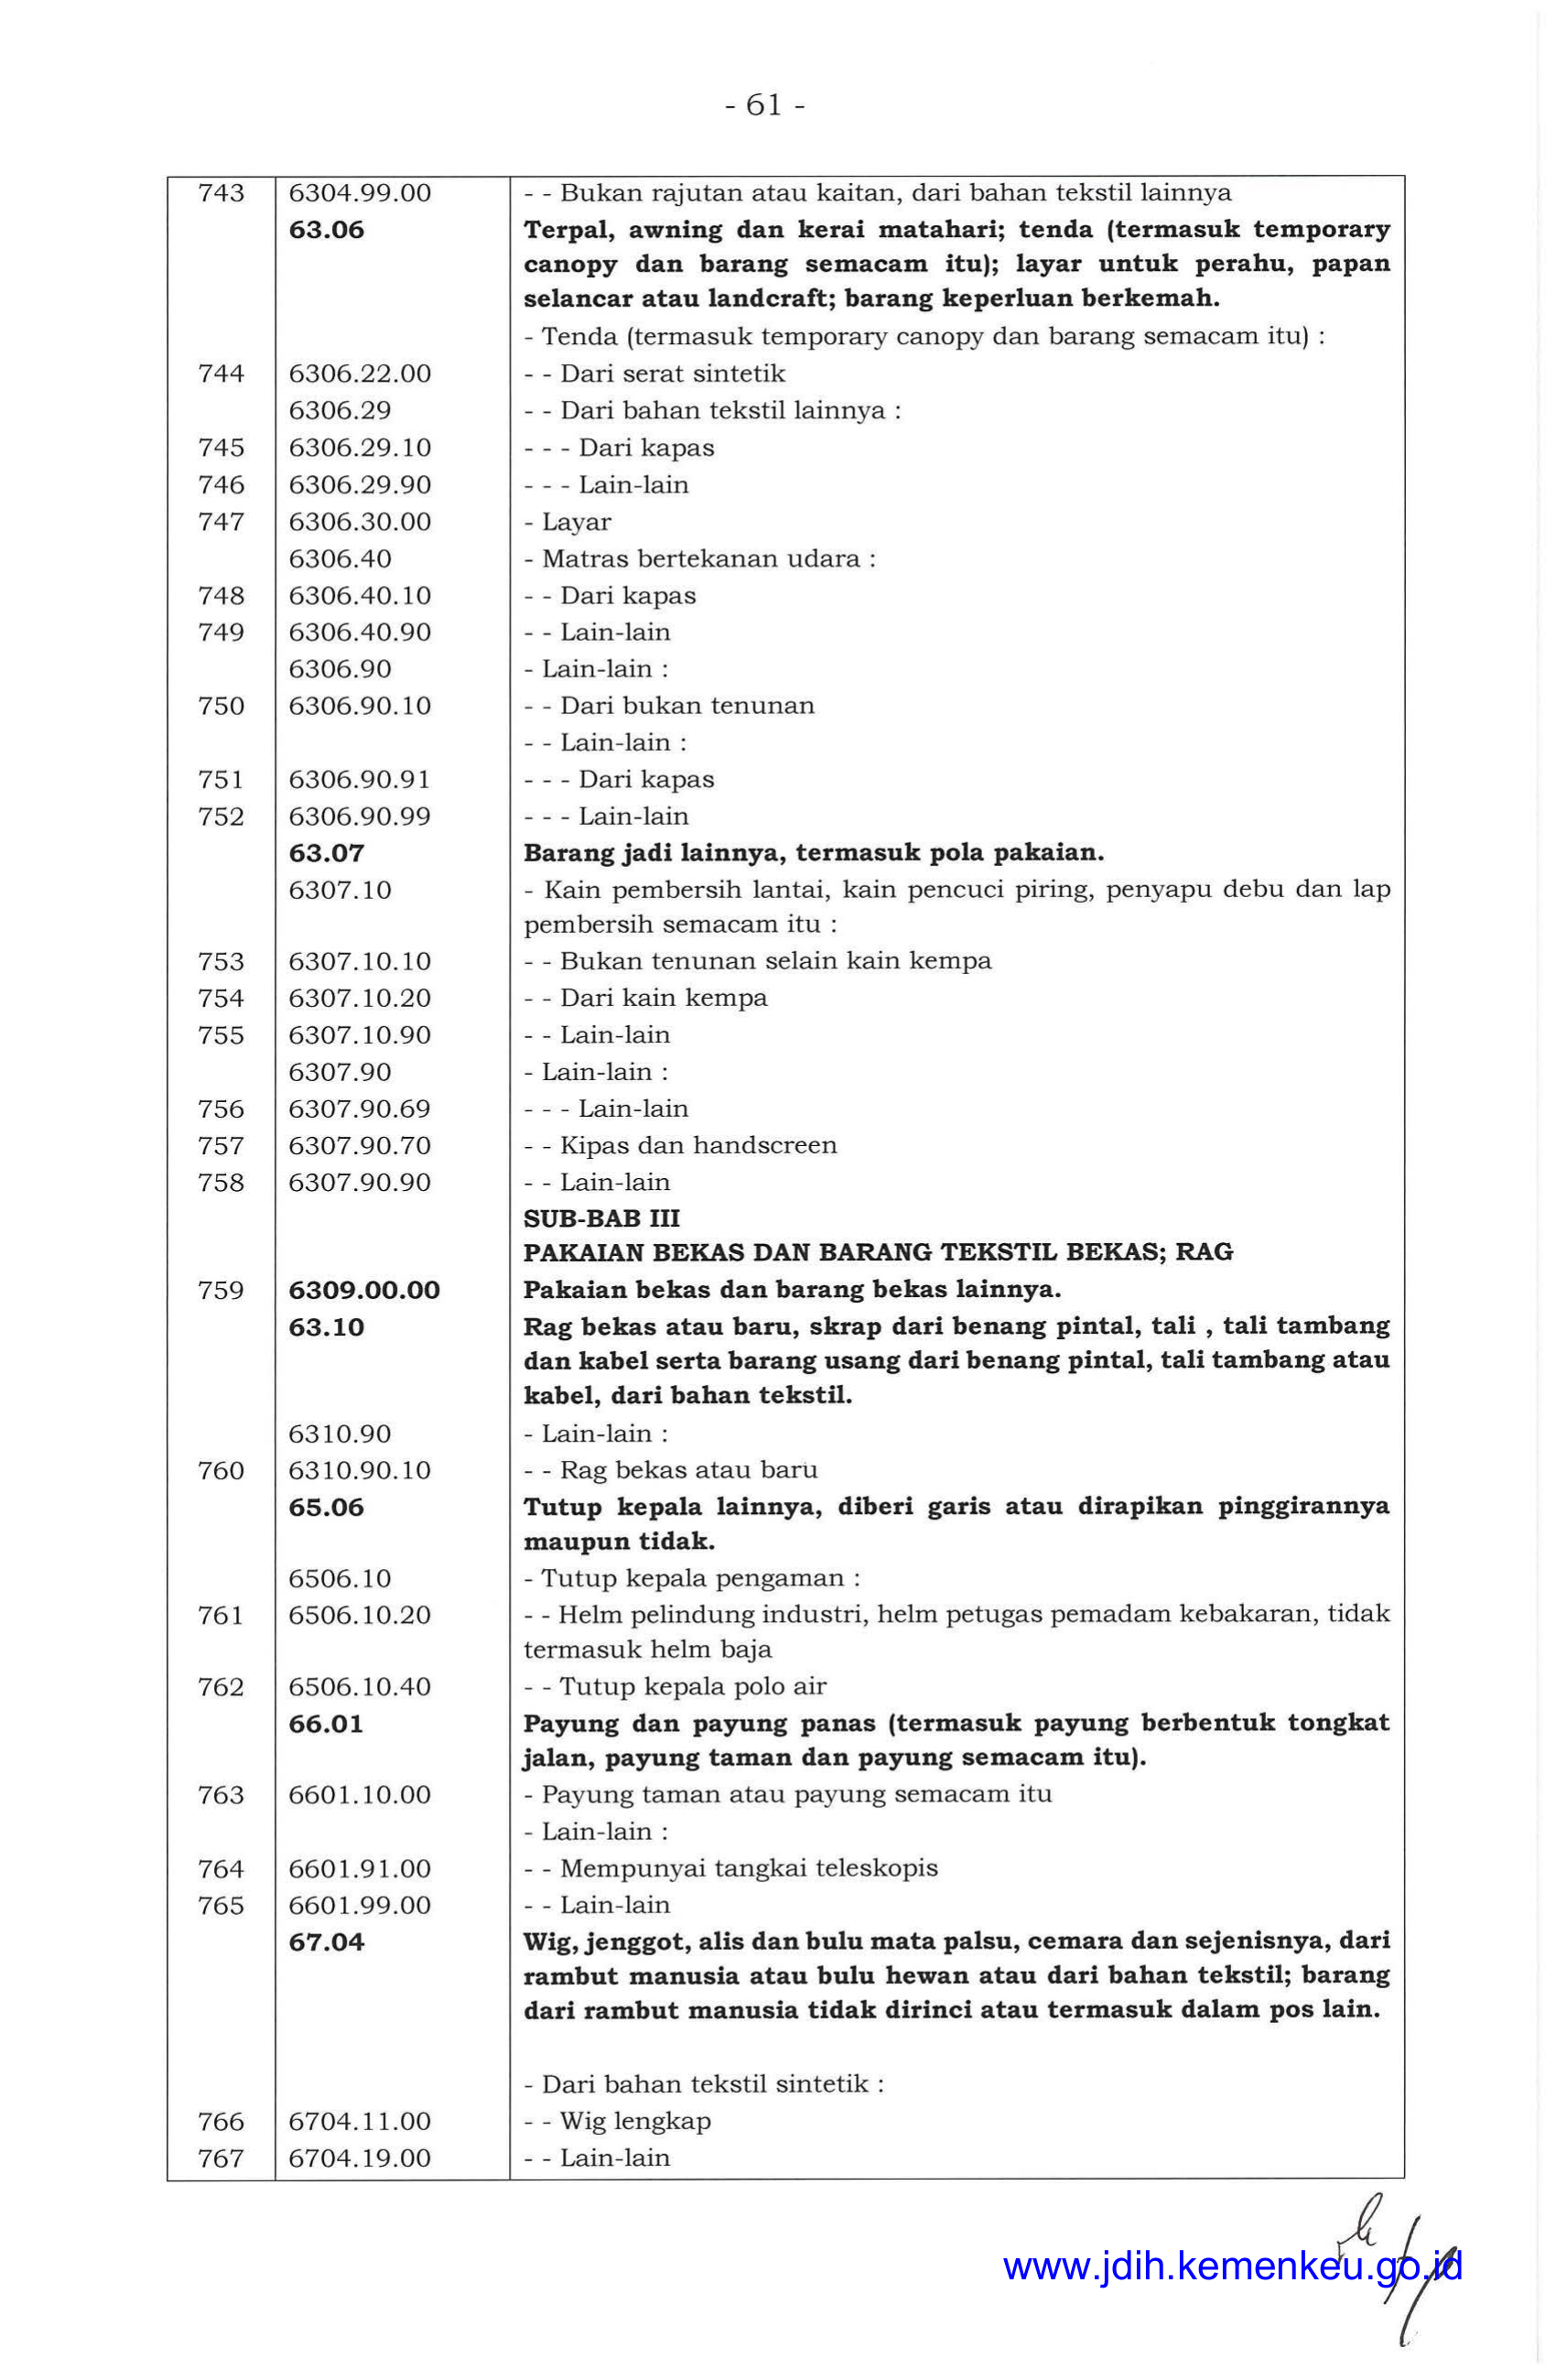 - 61 -
743 6304.99.00 - - Bukan rajutan atau kaitan, dari bahan tekstil lainnya
63.06 Terpal, awning dan kerai matahari; tenda (termasuk temporary
canopy dan barang semacam itu); layar untuk perahu, papan
selancar atau landcraft; barang keperluan berkemah.
- Tenda (termasuk temporary canopy dan barang semacam itu) :
744 6306.22.00 - - Dari serat sintetik
6306.29 - - Dari bahan tekstil lainnya :
745 6306.29.10 - - - Dari kapas
746 6306.29.90 - - - Lain-lain
747 6306.30.00 - Layar
6306.40 - Matras bertekanan udara :
748 6306.40.10 - - Dari kapas
749 6306.40.90 - - Lain-lain
6306.90 - Lain-lain :
750 6306.90.10 - - Dari bukan tenunan
- - Lain-lain :
751 6306.90.91 - - - Dari kapas
752 6306.90.99 - - - Lain-lain
63.07 Barang jadi lainnya, termasuk pola pakaian.
6307.10 - Kain pembersih lantai, kain pencuci piring, penyapu debu dan lap
pembersih semacam itu :
753 6307.10.10 - - Bukan tenunan selain kain kempa
754 6307.10.20 - - Dari kain kempa
755 6307.10.90 - - Lain-lain
6307.90 - Lain-lain :
756 6307.90.69 - - - Lain-lain
757 6307.90.70 - - Kipas dan handscreen
758 6307.90.90 - - Lain-lain
SUB-BAB III
PAKAIAN BEKAS DAN BARANG TEKSTIL BEKAS; RAG
759 6309.00.00 Pakaian bekas dan barang bekas lainnya.
63.10 Rag bekas atau baru, skrap dari benang pintal, tali , tali tambang
dan kabel serta barang usang dari benang pintal, tali tambang atau
kabel, dari bahan tekstil.
6310.90 - Lain-lain :
760 6310.90.10 - - Rag bekas atau baru
65.06 Tutup kepala lainnya, diberi garis atau dirapikan pinggirannya
maupun tidak.
6506.10 - Tutup kepala pengaman :
761 6506.10.20 - - Helm pelindung industri, helm petugas pemadam kebakaran, tidak
termasuk helm baja
762 6506.10.40 - - Tutup kepala polo air
66.01 Payung dan payung panas (termasuk payung berbentuk tongkat
jalan, payung taman dan payung semacam itu).
763 6601.10.00 - Payung taman atau payung semacam itu
- Lain-lain :
764 6601.91.00 - - Mempunyai tangkai teleskopis
765 6601.99.00 - - Lain-lain
67.04 Wig, jenggot, alis dan bulu mata palsu, cemara dan sejenisnya, dari
rambut manusia atau bulu hewan atau dari bahan tekstil; barang
dari rambut manusia tidak dirinci atau termasuk dalam pos lain.
- Dari bahan tekstil sintetik :
766 6704.11.00 - - Wig lengkap
767 6704.19.00 - - Lain-lain
www.jdih.kemenkeu.go.id